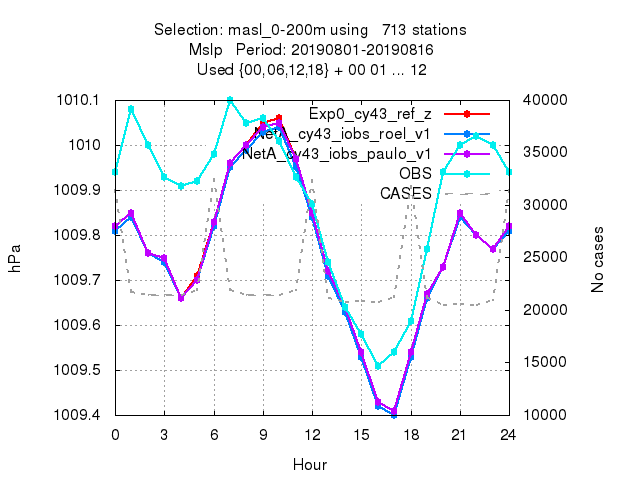 Selection: masl_0-200m using 713 stations
Mslp Period: 20190801-20190816
Used {00,06,12,18} + 00 01 ... 12
Exp0_cy43_ref_z
NetA_cy43_iobs_roel_v1
NetA_cy43_iobs_paulo_v1
OBS
CASES
1010.1
1010
1009.9
1009.8
1009.7
1009.6
1009.5
1009.4
hPa
40000
35000
30000
25000
20000
15000
10000
No cases
0 3 6 9 12 15 18 21 24
Hour